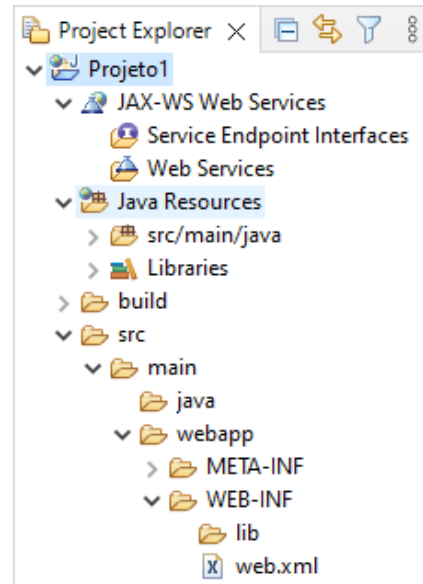 Project Explorer
Projeto1
JAX-WS Web Services
Service Endpoint Interfaces
Web Services
Java Resources
src/main/java
Libraries
build
src
main
java
webapp
META-INF
WEB-INF
lib
web.xml